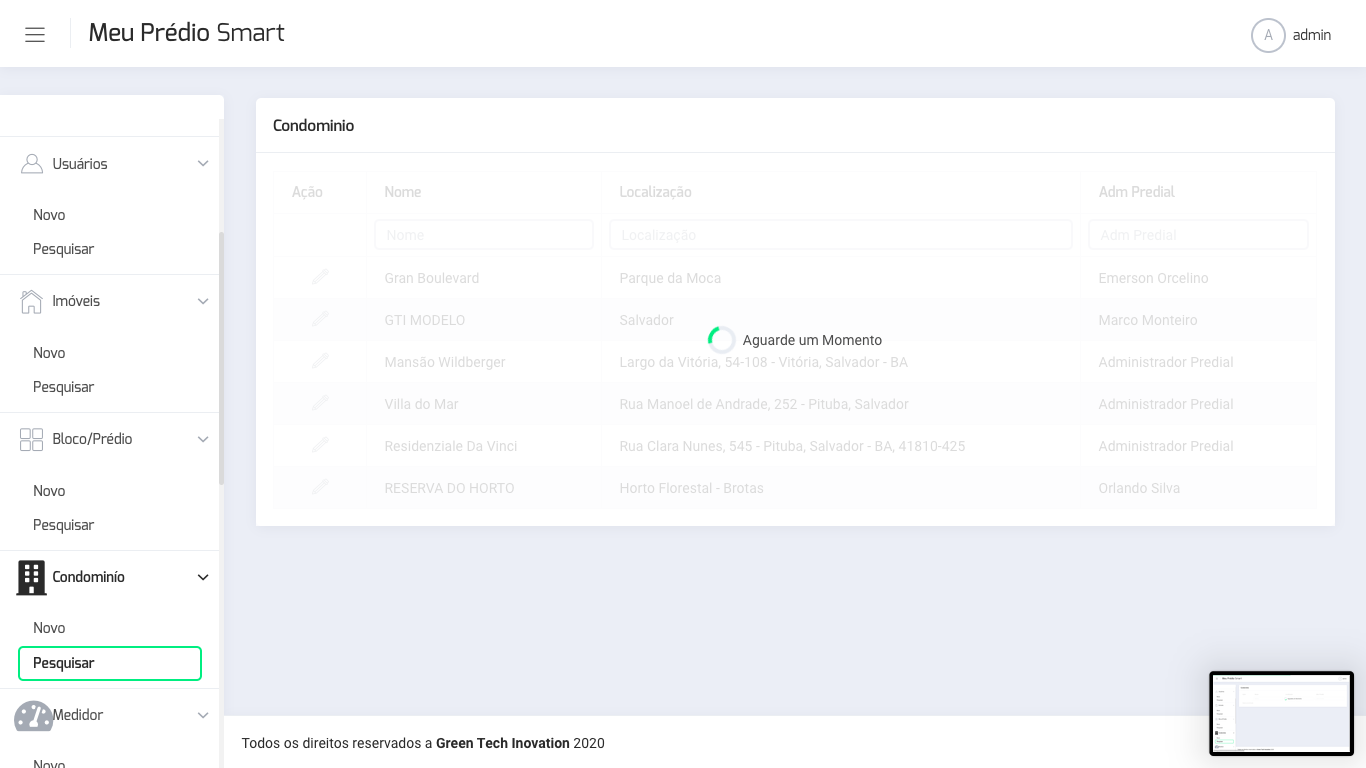 Meu Prédio Smart
A admin
Usuários
Novo
Pesquisar
Imóveis
Novo
Pesquisar
Bloco/Prédio
Novo
Pesquisar
Condominío
Novo
Pesquisar
Medidor
Novo
Condominio
Ação Nome Localização Adm Predial
Nome Localização Adm Predial
Gran Boulevard Parque da Moca Emerson Orcelino
GTI MODELO Salvador Marco Monteiro
Aguarde um Momento
Mansão Wildberger Largo da Vitória, 54-108 - Vitória, Salvador - BA Administrador Predial
Villa do Mar Rua Manoel de Andrade, 252 - Pituba, Salvador Administrador Predial
Residenziale Da Vinci Rua Clara Nunes, 545 - Pituba, Salvador - BA, 41810-425 Administrador Predial
RESERVA DO HORTO Horto Florestal - Brotas Orlando Silva
Todos os direitos reservados a Green Tech Inovation 2020